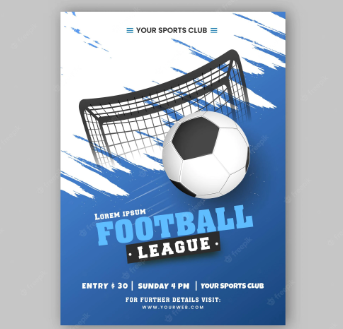 YOUR SPORTS CLUB
LOREM IPSUM
FOOTBALL
· LEAGUE ·
ENTRY $ 30 | SUNDAY 4 PM | YOUR SPORTS CLUB
FOR FURTHER DETAILS VISIT:
WWW.YOURWEB.COM